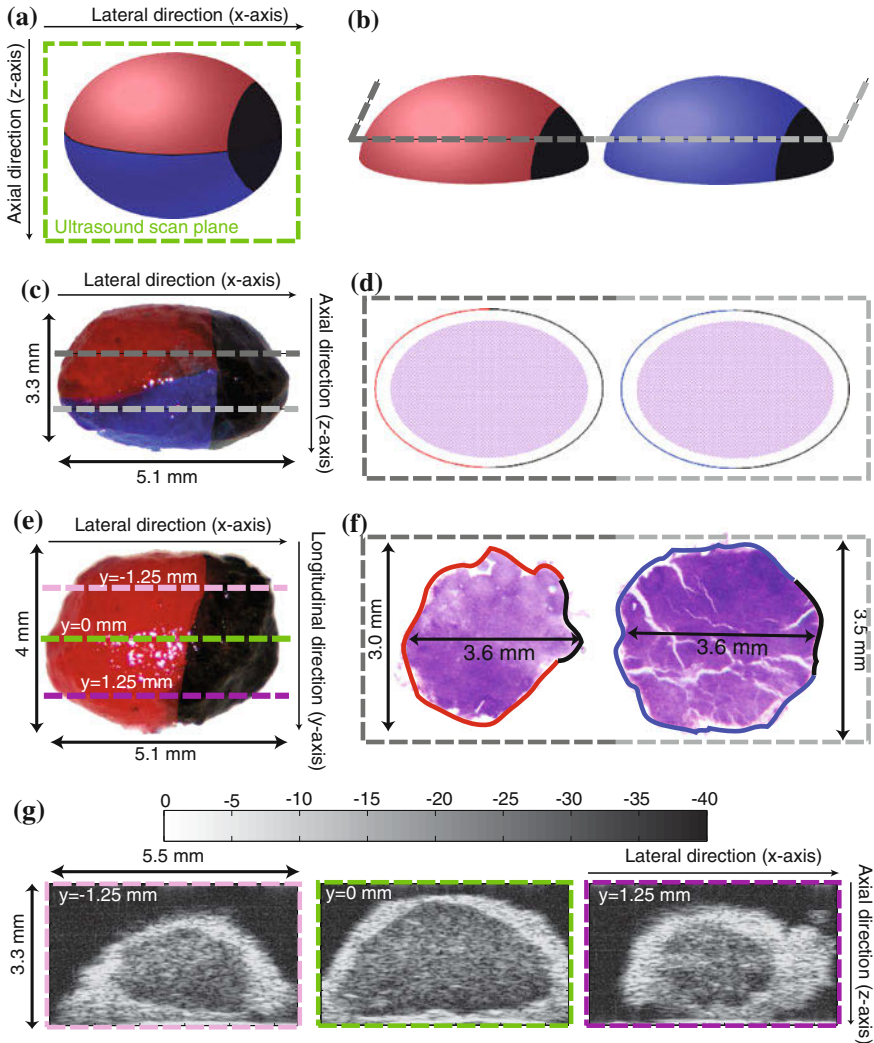 (a)
Lateral direction (x-axis)
Axial direction (z-axis)
Ultrasound scan plane
(b)
(c)
Lateral direction (x-axis)
Axial direction (z-axis)
3.3 mm
5.1 mm
(d)
(e)
Lateral direction (x-axis)
Longitudinal direction (y-axis)
4 mm
y=-1.25 mm
y=0 mm
y=1.25 mm
5.1 mm
(f)
3.0 mm
3.6 mm
3.6 mm
3.5 mm
(g)
0 -5 -10 -15 -20 -25 -30 -35 -40
5.5 mm
Lateral direction (x-axis)
3.3 mm
y=-1.25 mm
y=0 mm
y=1.25 mm
Axial direction (z-axis)